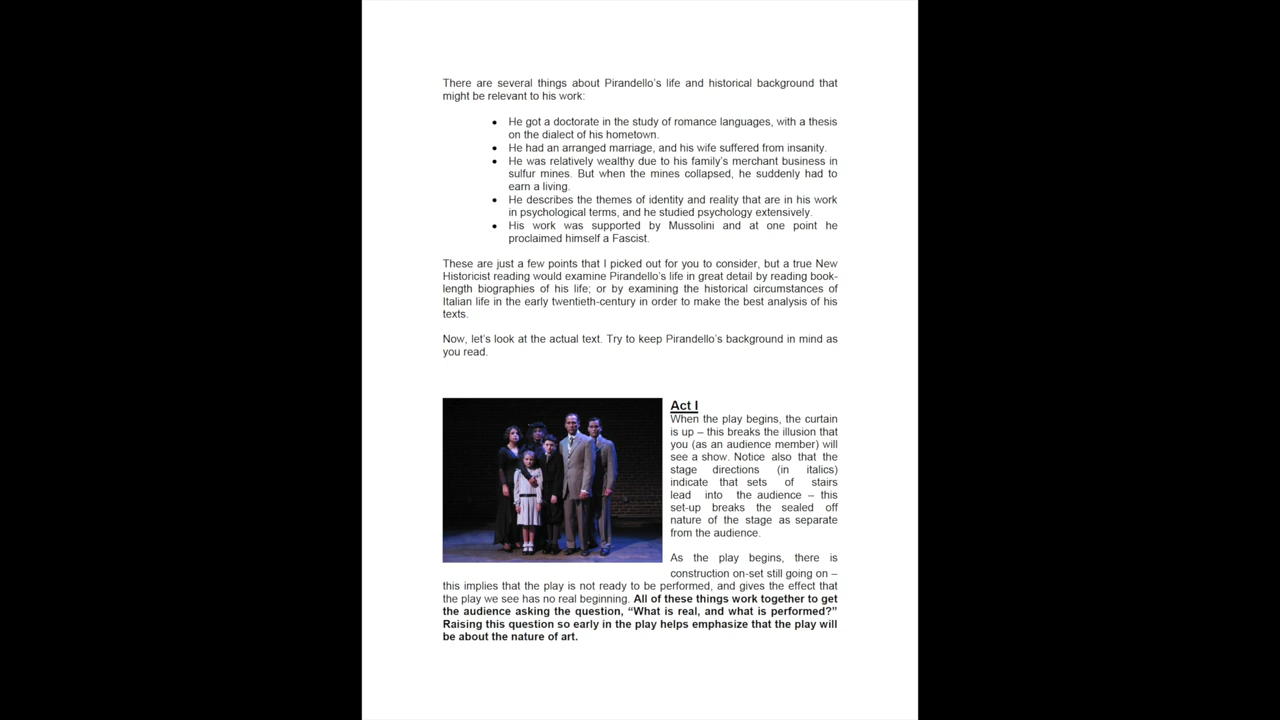 There are several things about Pirandello's life and historical background that
might be relevant to his work:
• He got a doctorate in the study of romance languages, with a thesis
on the dialect of his hometown.
• He had an arranged marriage, and his wife suffered from insanity.
• He was relatively wealthy due to his family's merchant business in
sulfur mines. But when the mines collapsed, he suddenly had to
earn a living.
• He describes the themes of identity and reality that are in his work
in psychological terms, and he studied psychology extensively.
• His work was supported by Mussolini and at one point he
proclaimed himself a Fascist.
These are just a few points that I picked out for you to consider, but a true New
Historicist reading would examine Pirandello's life in great detail by reading book-
length biographies of his life; or by examining the historical circumstances of
Italian life in the early twentieth-century in order to make the best analysis of his
texts.
Now, let's look at the actual text. Try to keep Pirandello's background in mind as
you read.
Act I
When the play begins, the curtain
is up – this breaks the illusion that
you (as an audience member) will
see a show. Notice also that the
stage directions (in italics)
indicate that sets of stairs
lead into the audience – this
set-up breaks the sealed off
nature of the stage as separate
from the audience.
As the play begins, there is
construction on-set still going on –
this implies that the play is not ready to be performed, and gives the effect that
the play we see has no real beginning. All of these things work together to get
the audience asking the question, “What is real, and what is performed?”
Raising this question so early in the play helps emphasize that the play will
be about the nature of art.